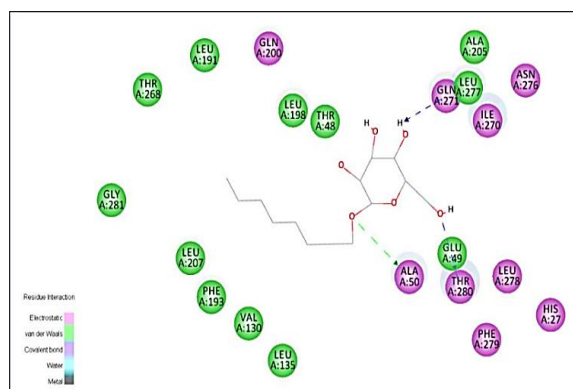 ALA
A:205
GLN
A:200
LEU
A:191
ASN
A:276
THR
A:268
GLN
A:271
LEU
A:277
LEU
A:198
THR
A:48
ILE
A:270
H
H
O
O
O
O
O
O
H
GLY
A:281
LEU
A:207
GLU
A:49
ALA
A:50
THR
A:280
LEU
A:278
PHE
A:193
HIS
A:27
VAL
A:130
PHE
A:279
LEU
A:135
Residue Interaction
Electrostatic
van der Waals
Covalent bond
Water
Metal